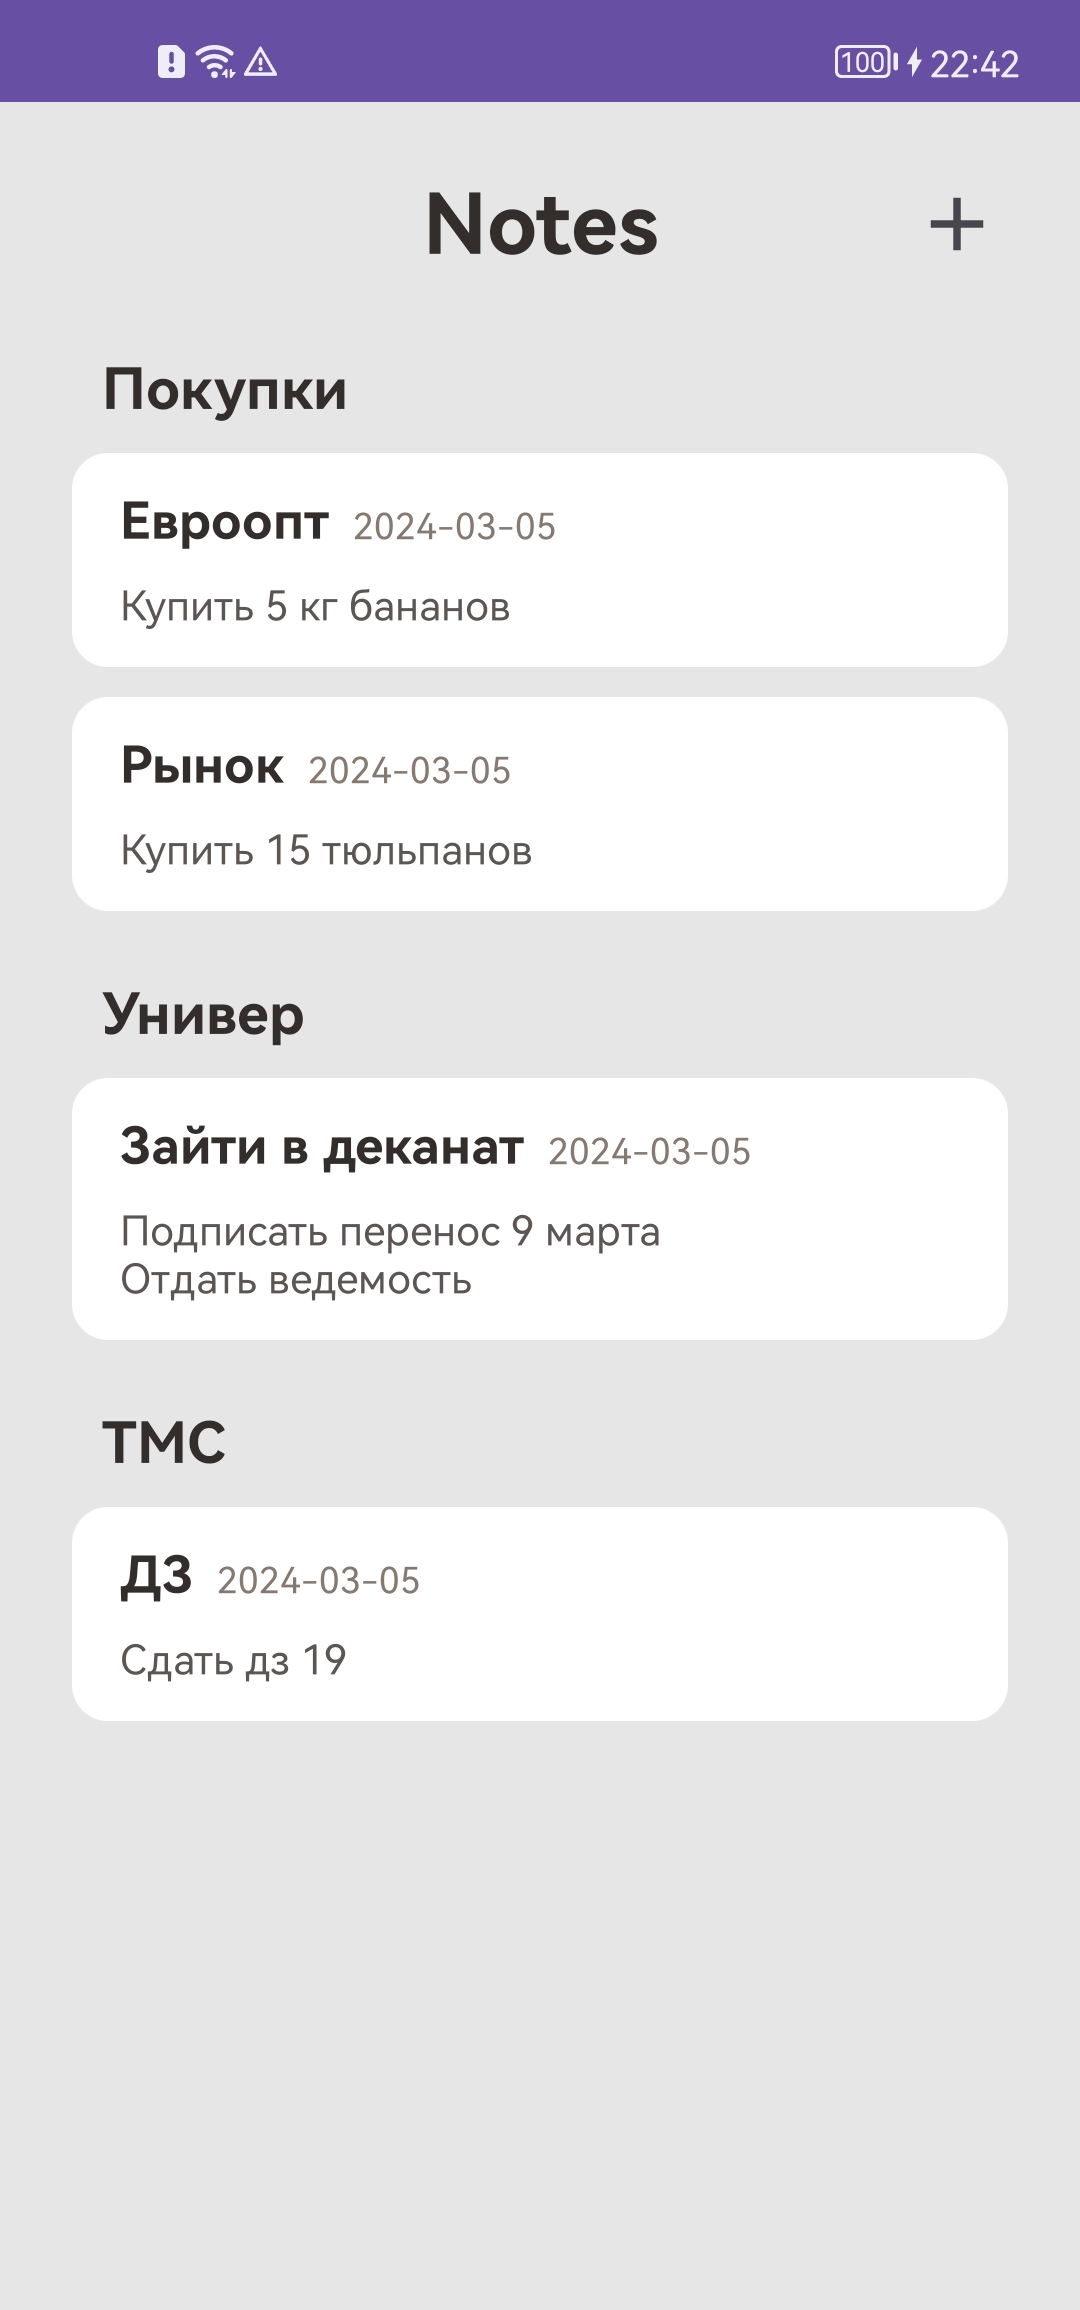 100 22:42
Notes
Покупки
Евроопт 2024-03-05
Купить 5 кг бананов
Рынок 2024-03-05
Купить 15 тюльпанов
Универ
Зайти в деканат 2024-03-05
Подписать перенос 9 марта
Отдать ведемость
ТМС
ДЗ 2024-03-05
Сдать дз 19